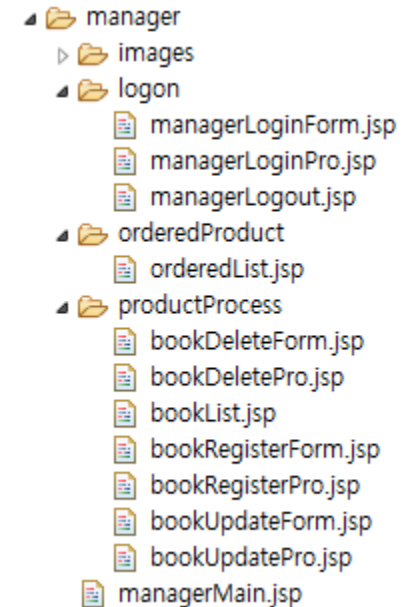 manager
images
logon
managerLoginForm.jsp
managerLoginPro.jsp
managerLogout.jsp
orderedProduct
orderedList.jsp
productProcess
bookDeleteForm.jsp
bookDeletePro.jsp
bookList.jsp
bookRegisterForm.jsp
bookRegisterPro.jsp
bookUpdateForm.jsp
bookUpdatePro.jsp
managerMain.jsp